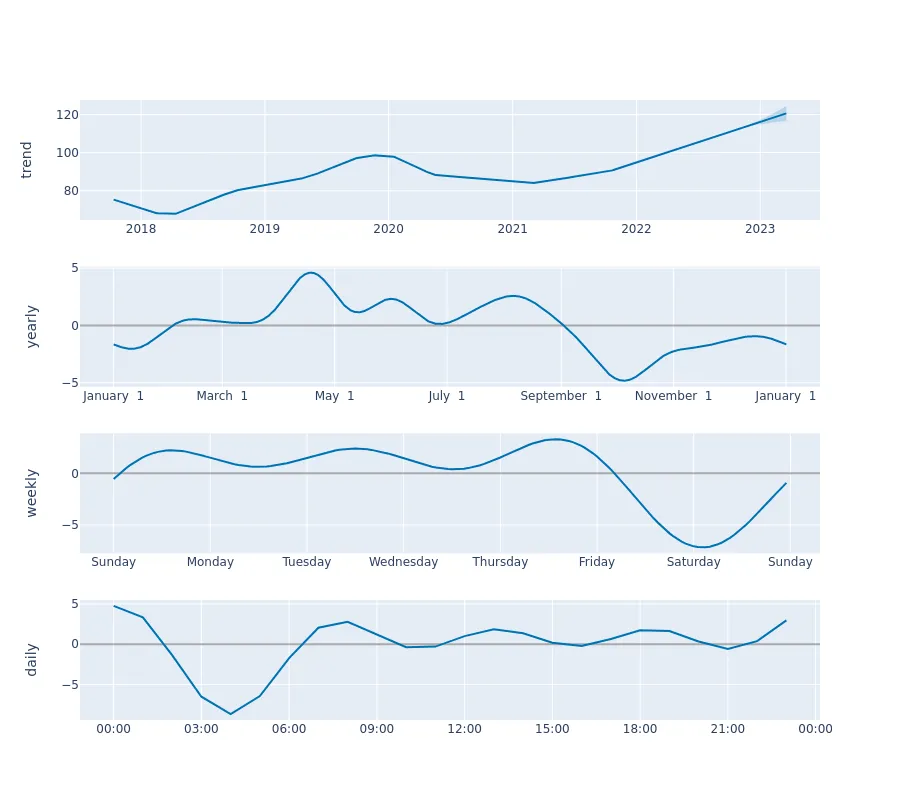 trend
120
100
80
2018 2019 2020 2021 2022 2023
yearly
5
0
−5
January 1 March 1 May 1 July 1 September 1 November 1 January 1
weekly
0
−5
Sunday Monday Tuesday Wednesday Thursday Friday Saturday Sunday
daily
5
0
−5
00:00 03:00 06:00 09:00 12:00 15:00 18:00 21:00 00:00